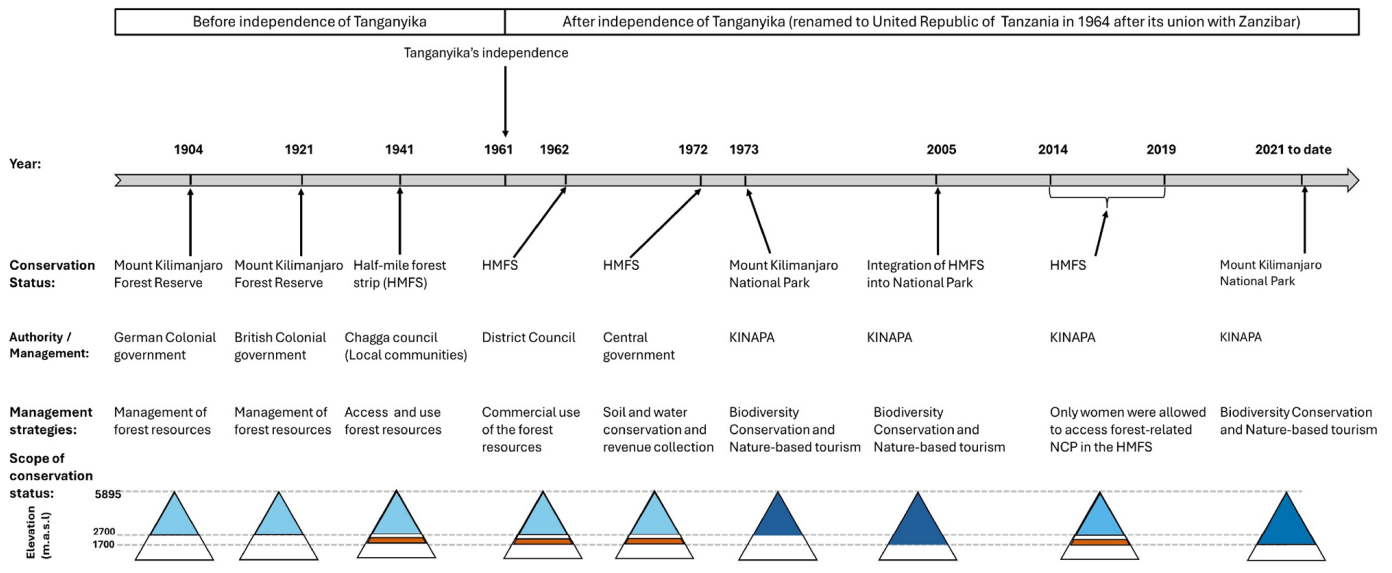 Before independence of Tanganyika
After independence of Tanganyika (renamed to United Republic of Tanzania in 1964 after its union with Zanzibar)
Tanganyika's independence
Year:
1904
1921
1941
1961
1962
1972
1973
2005
2014
2019
2021 to date
Conservation
Status:
Mount Kilimanjaro
Forest Reserve
Mount Kilimanjaro
Forest Reserve
Half-mile forest
strip (HMFS)
HMFS
HMFS
Mount Kilimanjaro
National Park
Integration of HMFS
into National Park
HMFS
Mount Kilimanjaro
National Park
Authority /
Management:
German Colonial
government
British Colonial
government
Chagga council
(Local communities)
District Council
Central
government
KINAPA
KINAPA
KINAPA
KINAPA
Management
strategies:
Management of
forest resources
Management of
forest resources
Access and use
forest resources
Commercial use
of the forest
resources
Soil and water
conservation and
revenue collection
Biodiversity
Conservation and
Nature-based tourism
Biodiversity
Conservation and
Nature-based tourism
Only women were allowed
to access forest-related
NCP in the HMFS
Biodiversity Conservation
and Nature-based tourism
Scope of
conservation
status:
5895
2700
1700
Elevation
(m.a.s.l)